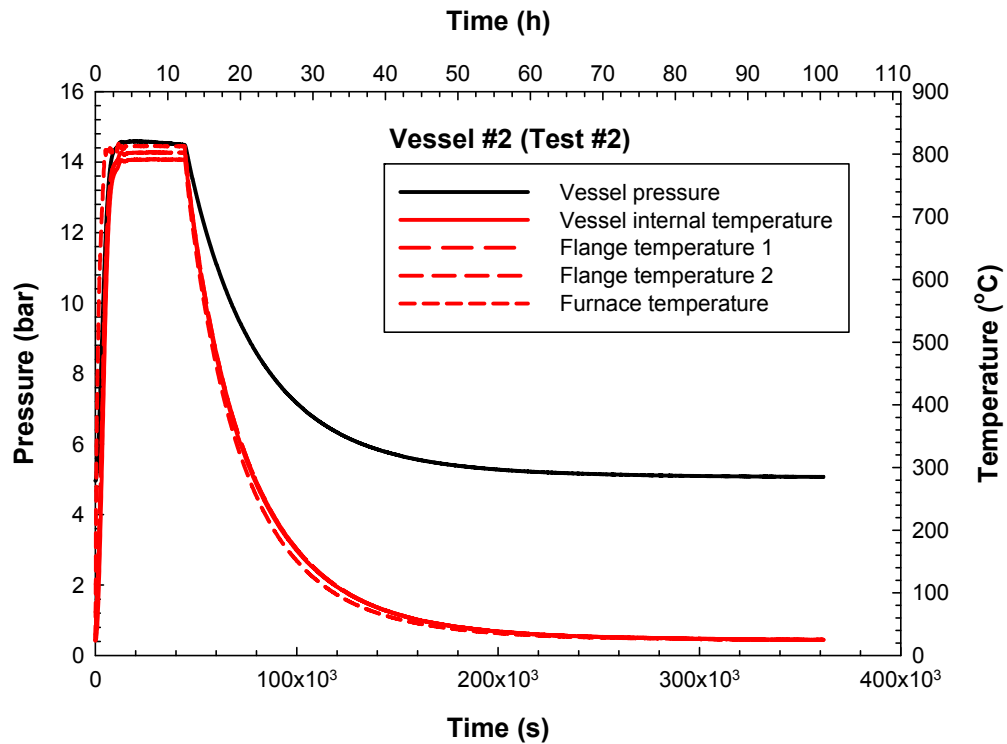 Time (h)
0 10 20 30 40 50 60 70 80 90 100 110
16 900
Vessel #2 (Test #2)
14 800
Vessel pressure
Vessel internal temperature
12 700
Flange temperature 1
Flange temperature 2
600
Furnace temperature
10
500
8
400
6
300
4
200
2 100
0 0
Pressure (bar)
Temperature (°C)
0 100x10³ 200x10³ 300x10³ 400x10³
Time (s)